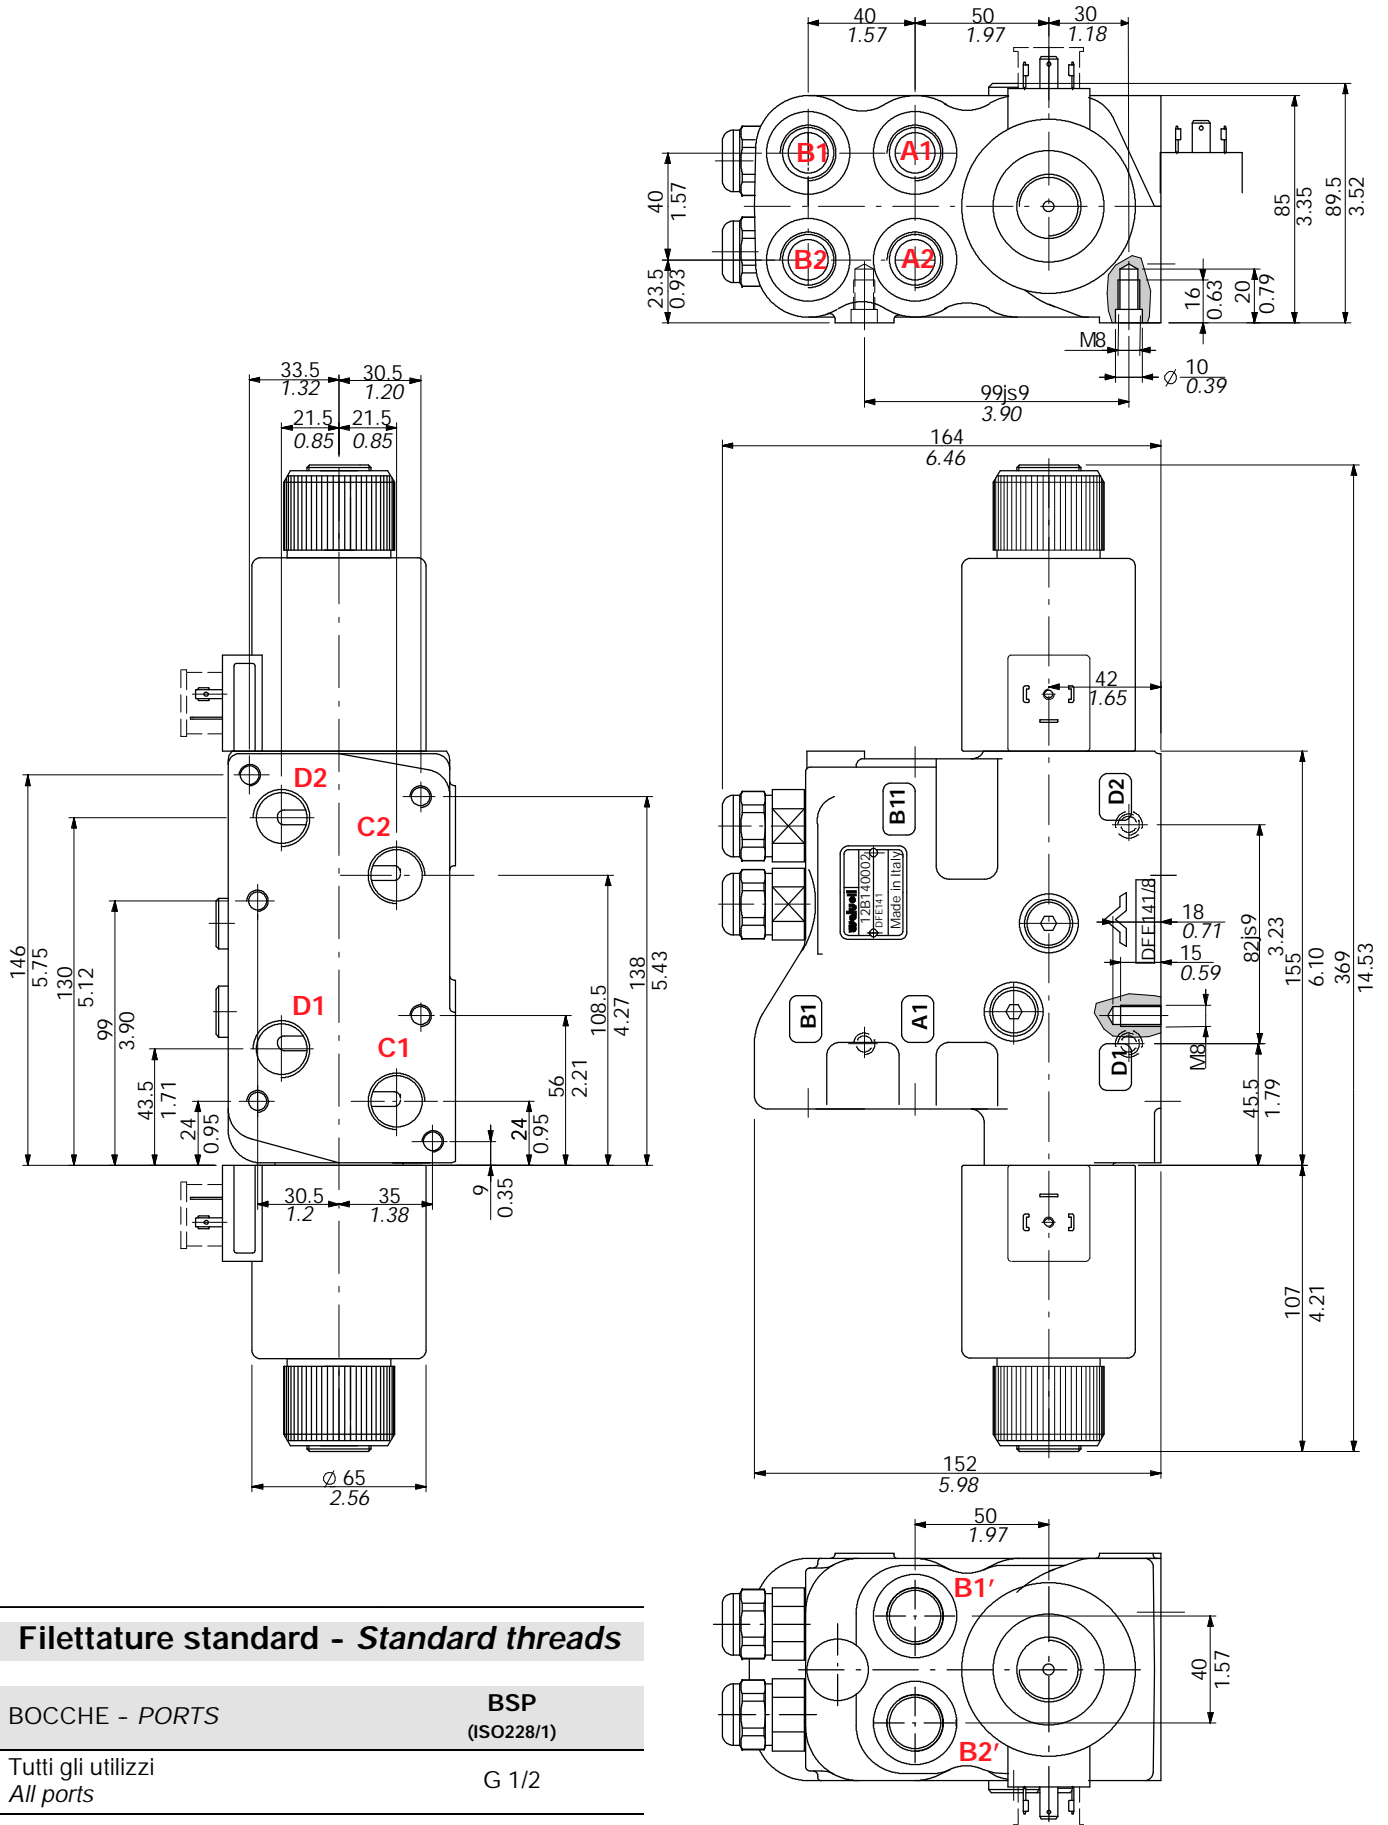 40
1.57
50
1.97
30
1.18
B1
A1
B2
A2
40
1.57
23.5
0.93
85
3.35
89.5
3.52
16
0.63
20
0.79
M8
Ø 10
0.39
99js9
3.90
33.5
1.32
30.5
1.20
21.5
0.85
21.5
0.85
D2
C2
D1
C1
146
5.75
130
5.12
99
3.90
43.5
1.71
24
0.95
138
5.43
108.5
4.27
56
2.21
24
0.95
9
0.35
30.5
1.2
35
1.38
Ø 65
2.56
164
6.46
42
1.65
B11
D2
walvoil
12B140002
DFE141
Made in Italy
DFE141/8
18
0.71
15
0.59
B1
A1
D1
M8
82js9
3.23
45.5
1.79
155
6.10
369
14.53
107
4.21
152
5.98
50
1.97
B1'
B2'
40
1.57
Filettature standard - Standard threads
BOCCHE - PORTS
BSP
(ISO228/1)
Tutti gli utilizzi
All ports
G 1/2